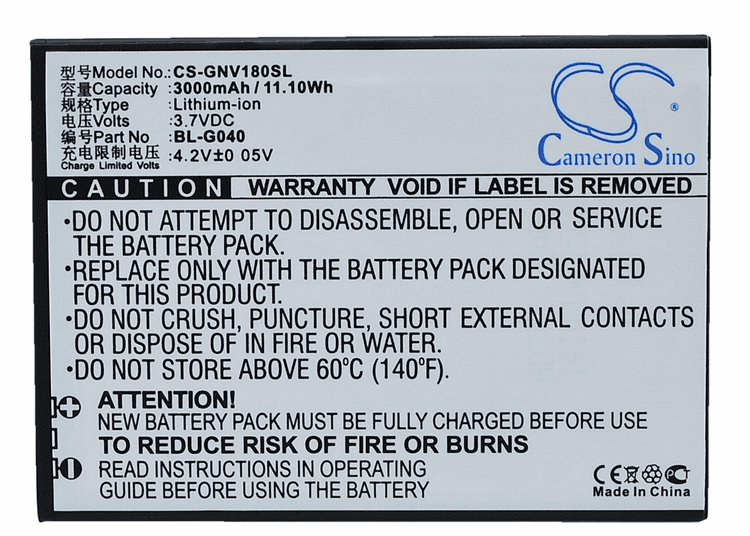 型号Model No.: CS-GNV180SL
容量Capacity: 3000mAh / 11.10Wh
规格Type: Lithium-ion
电压Volts: 3.7VDC
部号Part No: BL-G040
充电限制电压: 4.2V±0 05V
Charge Limited Volts
CS
®
Cameron Sino
CAUTION WARRANTY VOID IF LABEL IS REMOVED
•DO NOT ATTEMPT TO DISASSEMBLE, OPEN OR SERVICE
THE BATTERY PACK.
•REPLACE ONLY WITH THE BATTERY PACK DESIGNATED
FOR THIS PRODUCT.
•DO NOT CRUSH, PUNCTURE, SHORT EXTERNAL CONTACTS
OR DISPOSE OF IN FIRE OR WATER.
•DO NOT STORE ABOVE 60°C (140°F).
ATTENTION!
NEW BATTERY PACK MUST BE FULLY CHARGED BEFORE USE
TO REDUCE RISK OF FIRE OR BURNS
READ INSTRUCTIONS IN OPERATING
GUIDE BEFORE BATTERY INSTALLATION.
CE
Made In China